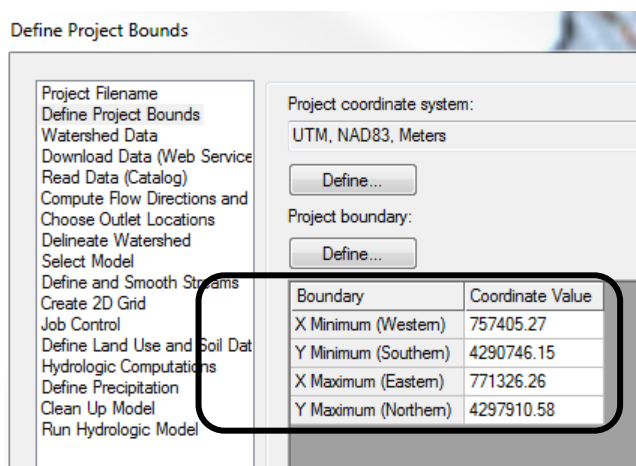 Define Project Bounds
Project Filename
Define Project Bounds
Watershed Data
Download Data (Web Service
Read Data (Catalog)
Compute Flow Directions and
Choose Outlet Locations
Delineate Watershed
Select Model
Define and Smooth Streams
Create 2D Grid
Job Control
Define Land Use and Soil Dat
Hydrologic Computations
Define Precipitation
Clean Up Model
Run Hydrologic Model
Project coordinate system:
UTM, NAD83, Meters
Define...
Project boundary:
Define...
Boundary Coordinate Value
X Minimum (Western) 757405.27
Y Minimum (Southern) 4290746.15
X Maximum (Eastern) 771326.26
Y Maximum (Northern) 4297910.58